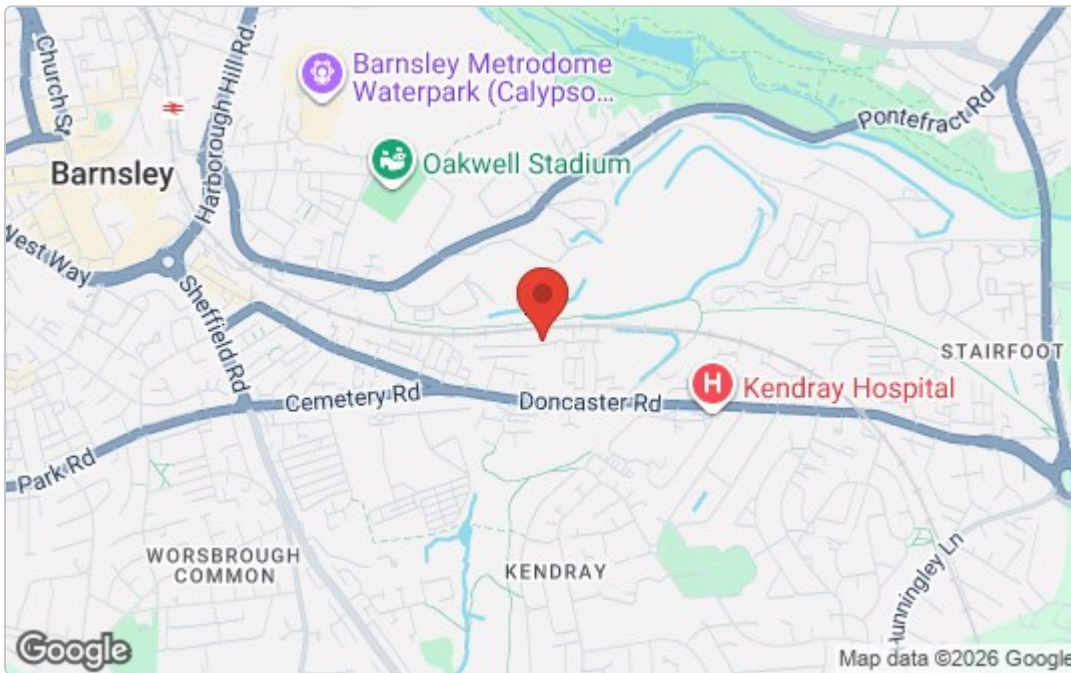 Church St
Harborough Hill Rd.
Barnsley Metrodome
Waterpark (Calypso...
Pontefract Rd
Oakwell Stadium
Barnsley
West Way
Sheffield Rd
STAIRFOOT
H
Kendray Hospital
Cemetery Rd
Doncaster Rd
Park Rd
WORSBROUGH
COMMON
KENDRAY
Hunningley Ln
Google
Map data ©2026 Google